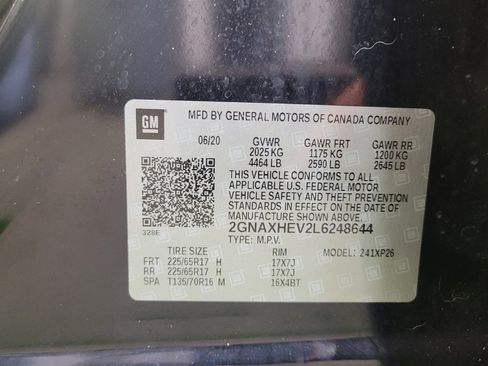 GM
MFD BY GENERAL MOTORS OF CANADA COMPANY
06/20 GVWR GAWR FRT GAWR RR
2025 KG 1175 KG 1200 KG
4464 LB 2590 LB 2645 LB
THIS VEHICLE CONFORMS TO ALL
APPLICABLE U.S. FEDERAL MOTOR
VEHICLE SAFETY AND THEFT PREVENTION
STANDARDS IN EFFECT ON THE DATE OF
MANUFACTURE SHOWN ABOVE.
2GNAXHEV2L6248644
328E TYPE: M.P.V.
TIRE SIZE RIM MODEL: 241XP26
FRT 225/65R17 H 17X7J
RR 225/65R17 H 17X7J
SPA T135/70R16 M 16X4BT